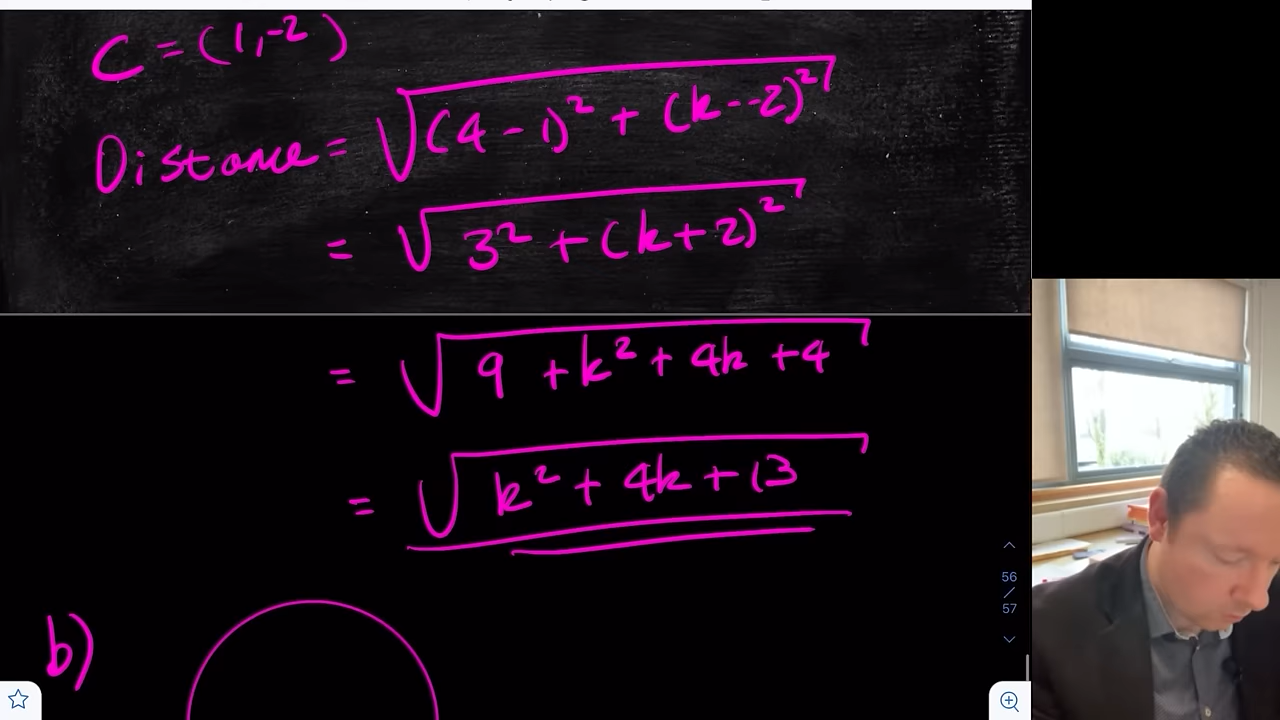 C = (1,-2)
Distance = √((4 - 1)² + (k--2)²)
= √(3² + (k+2)²)
= √(9 + k² + 4k + 4)
= √(k² + 4k + 13)
56
/
57
b)